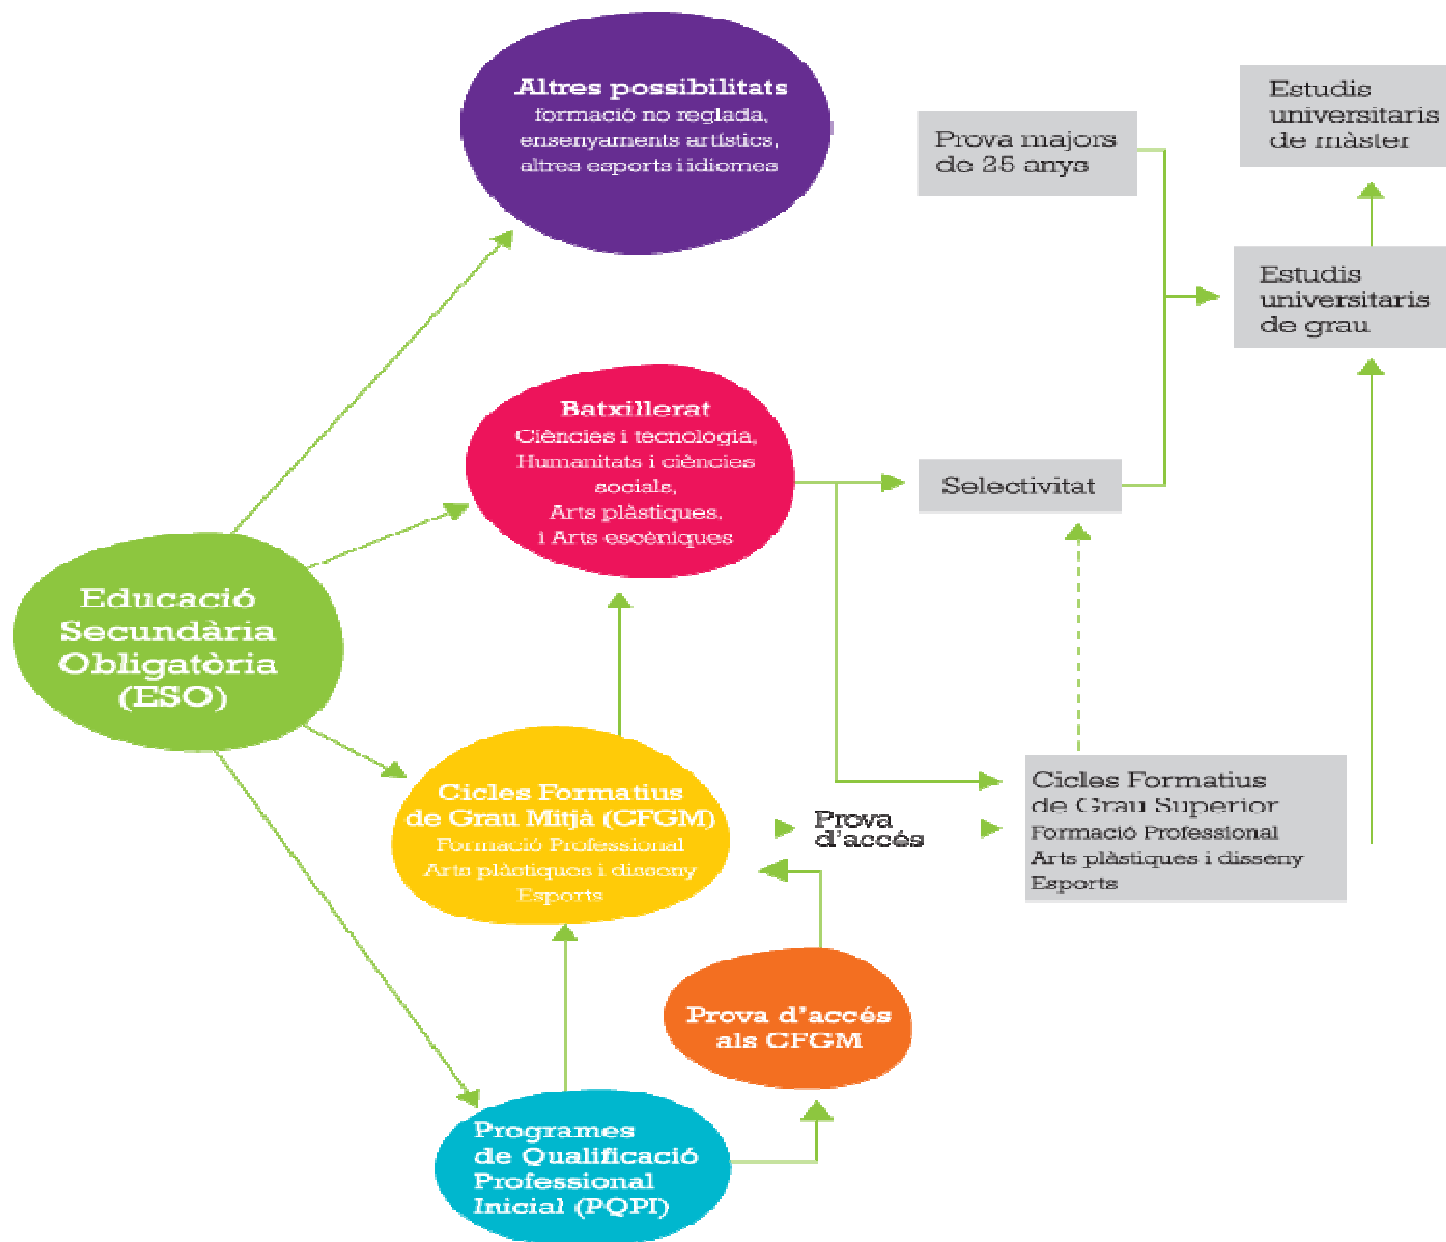 Altres possibilitats
formació no reglada,
ensenyaments artístics,
altres esports i idiomes
Prova majors
de 25 anys
Estudis
universitaris
de màster
Estudis
universitaris
de grau
Batxillerat
Ciències i tecnologia,
Humanitats i ciències
socials,
Arts plàstiques,
i Arts escèniques
Selectivitat
Educació
Secundària
Obligatòria
(ESO)
Cicles Formatius
de Grau Mitjà (CFGM)
Formació Professional
Arts plàstiques i disseny
Esports
Prova
d'accés
Cicles Formatius
de Grau Superior
Formació Professional
Arts plàstiques i disseny
Esports
Prova d'accés
als CFGM
Programes
de Qualificació
Professional
Inicial (PQPI)